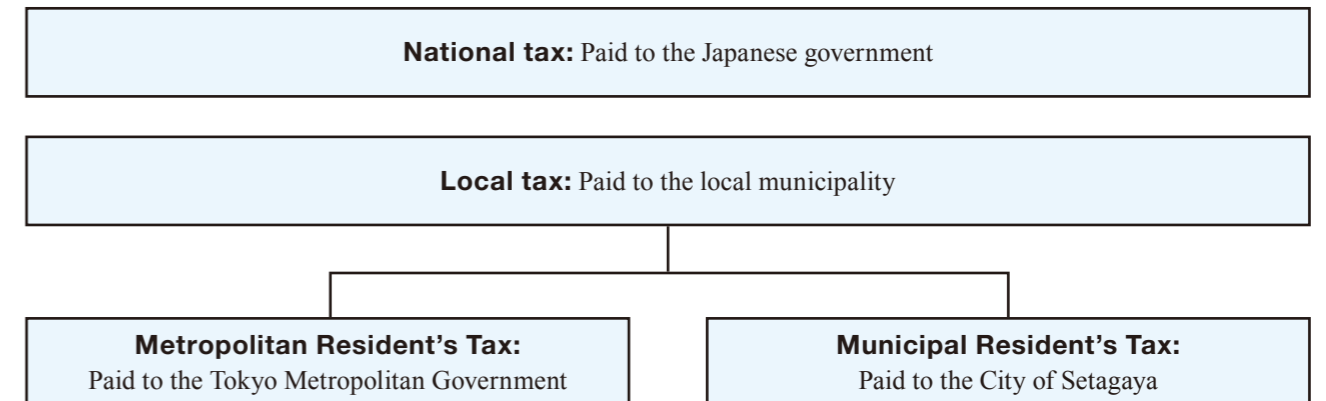 National tax: Paid to the Japanese government
Local tax: Paid to the local municipality
Metropolitan Resident’s Tax:
Paid to the Tokyo Metropolitan Government
Municipal Resident’s Tax:
Paid to the City of Setagaya